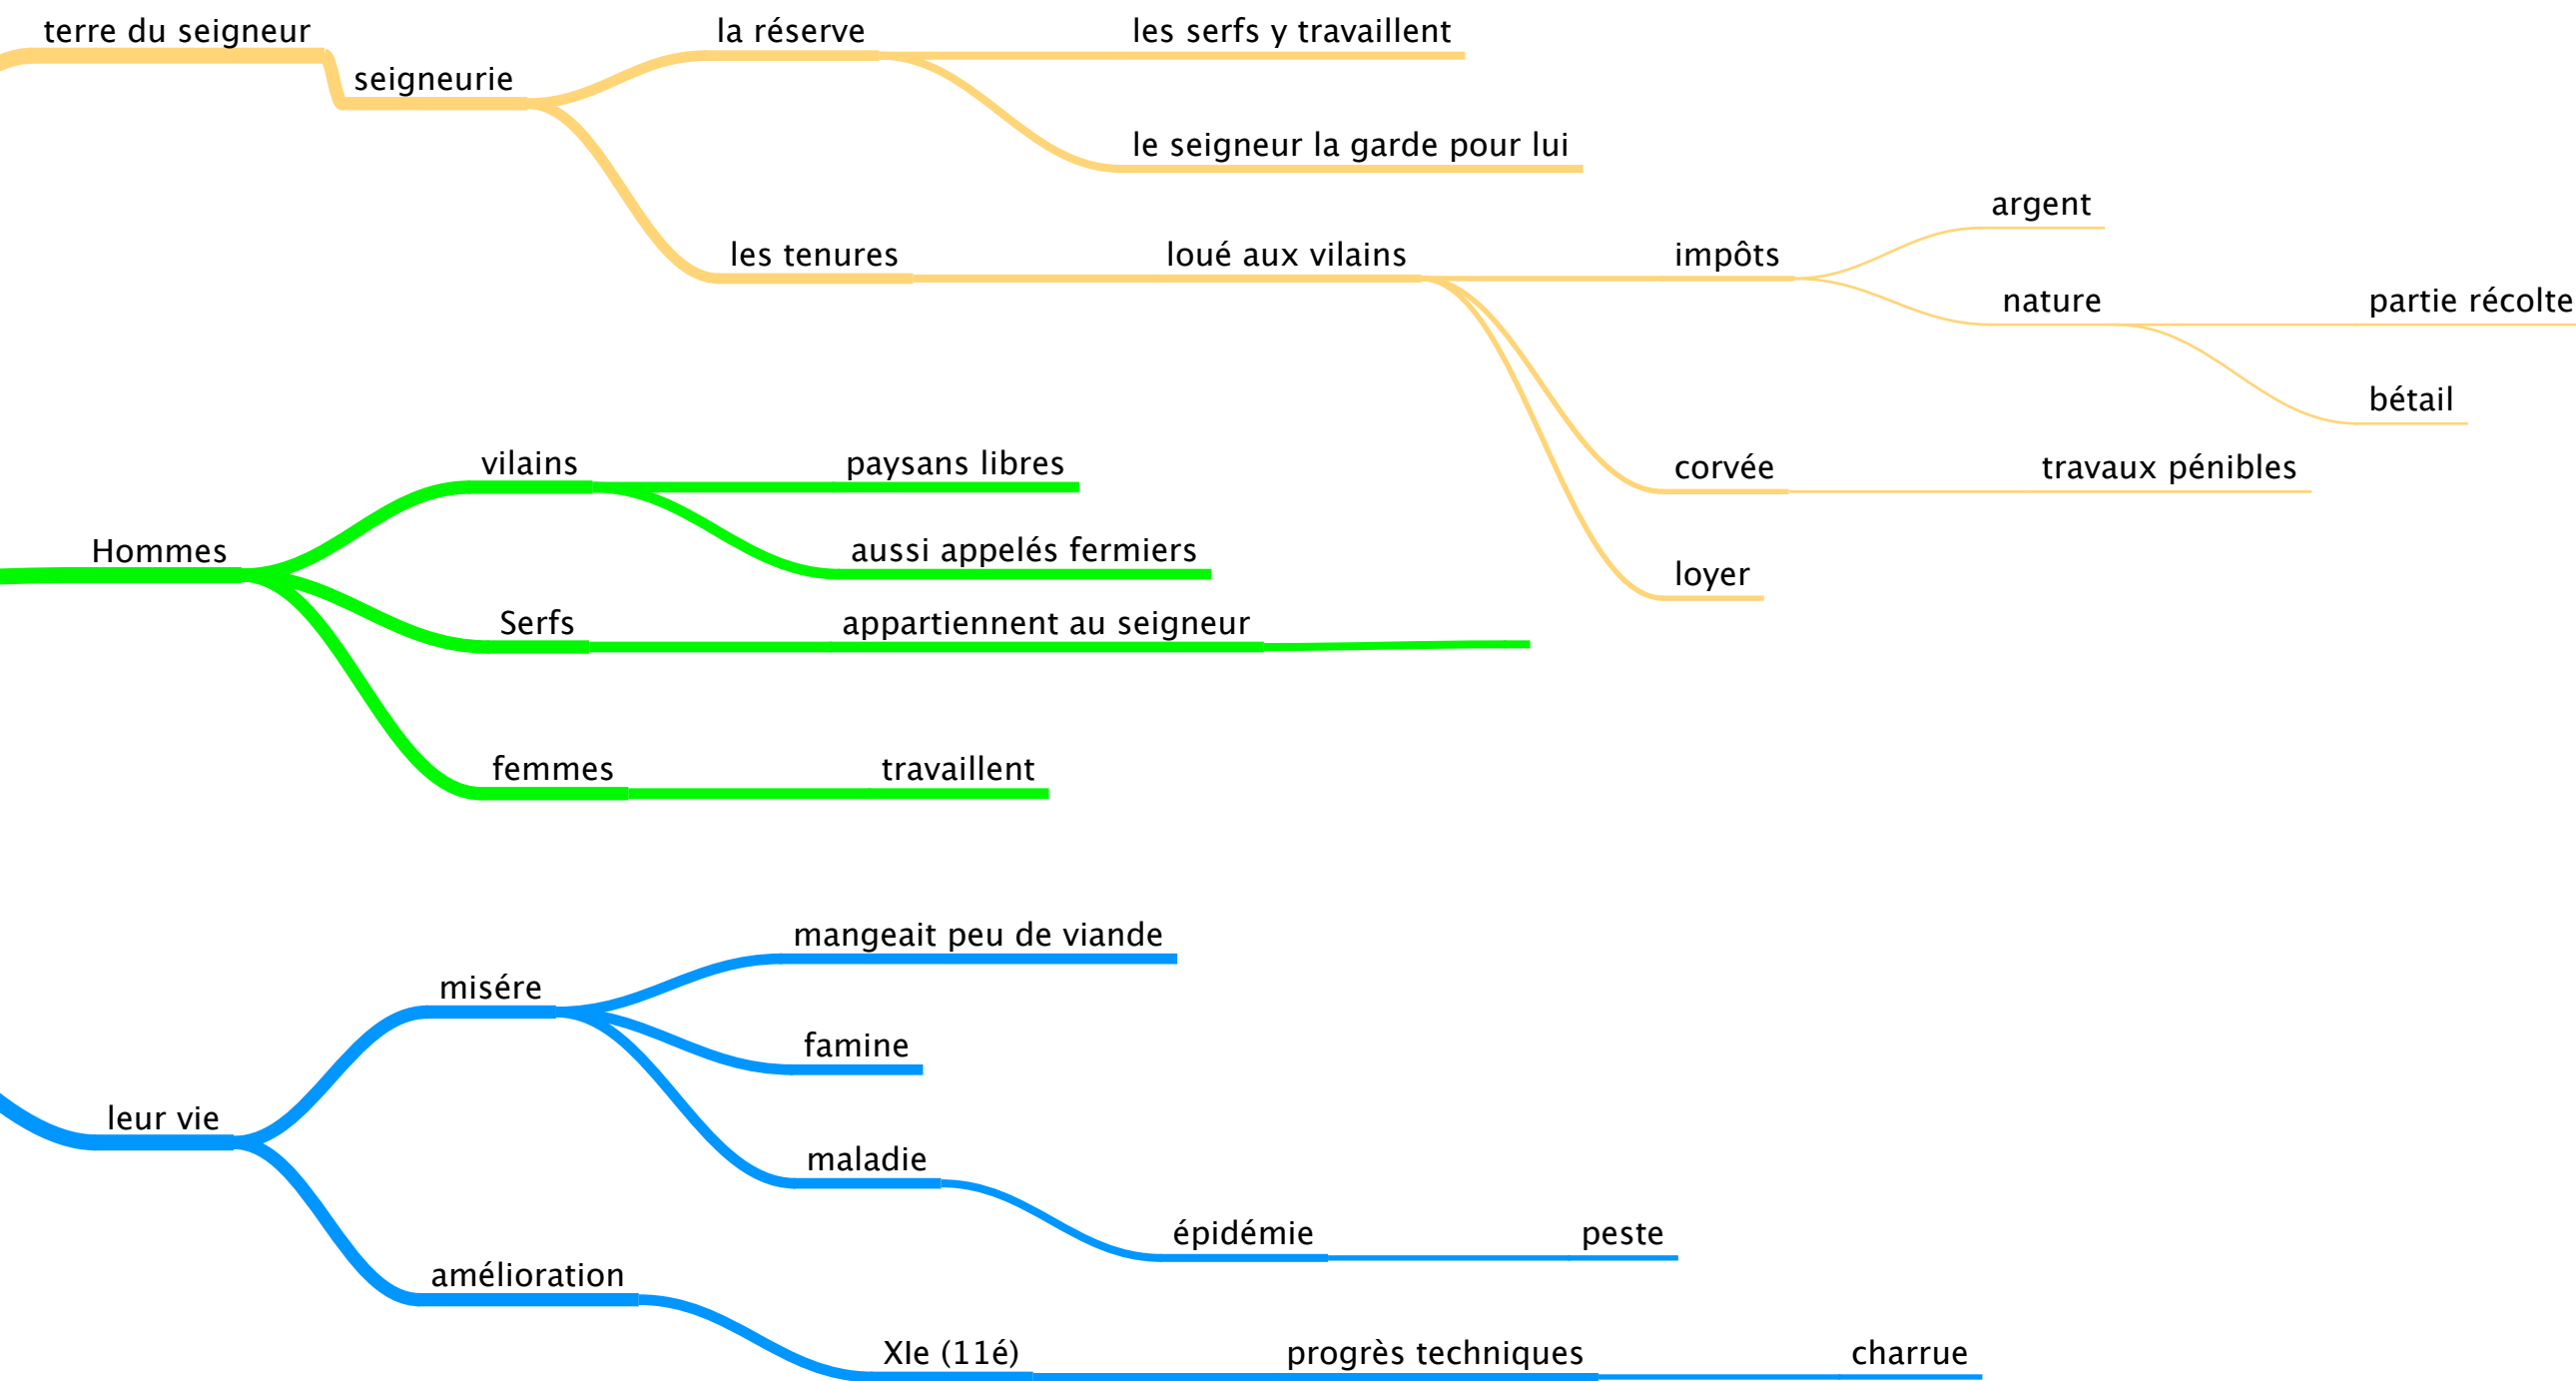 terre du seigneur
seigneurie
la réserve
les serfs y travaillent
le seigneur la garde pour lui
les tenures
loué aux vilains
impôts
argent
nature
partie récolte
bétail
corvée
travaux pénibles
loyer
Hommes
vilains
paysans libres
aussi appelés fermiers
Serfs
appartiennent au seigneur
femmes
travaillent
leur vie
misére
mangeait peu de viande
famine
maladie
épidémie
peste
amélioration
XIe (11é)
progrès techniques
charrue